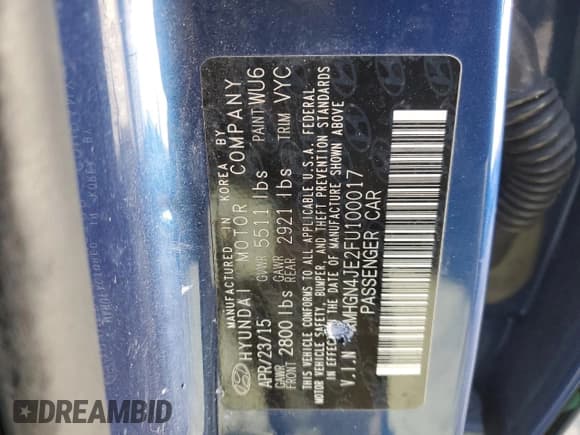 MANUFACTURED IN KOREA BY
HYUNDAI MOTOR COMPANY
APR/23/15 GVWR 5511 lbs PAINT WU6
GAWR FRONT 2800 lbs GAWR REAR 2921 lbs TRIM VYC
THIS VEHICLE CONFORMS TO ALL APPLICABLE U.S.A. FEDERAL
MOTOR VEHICLE SAFETY, BUMPER, AND THEFT PREVENTION STANDARDS
IN EFFECT ON THE DATE OF MANUFACTURE SHOWN ABOVE
V.I.N MHGN4JE2FU100017
PASSENGER CAR
DREAMBID